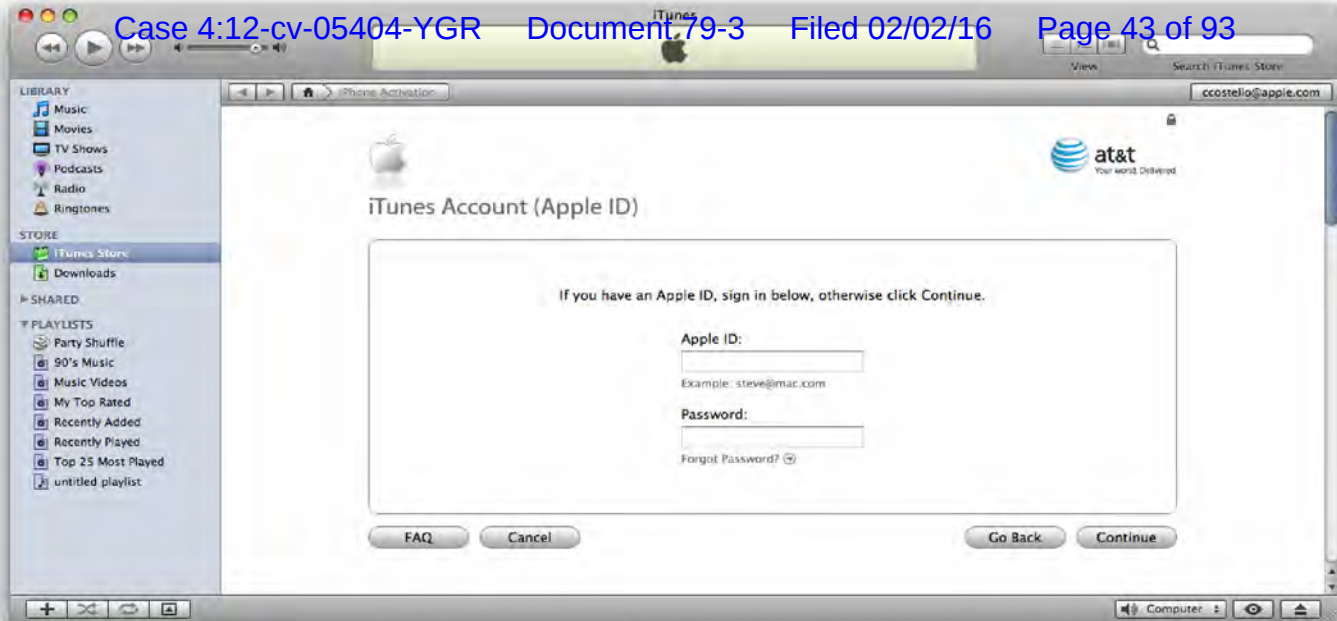 iTunes
Case 4:12-cv-05404-YGR Document 79-3 Filed 02/02/16 Page 43 of 93
View
Search iTunes Store
LIBRARY
Music
Movies
TV Shows
Podcasts
Radio
Ringtones
STORE
iTunes Store
Downloads
SHARED
PLAYLISTS
Party Shuffle
90's Music
Music Videos
My Top Rated
Recently Added
Recently Played
Top 25 Most Played
untitled playlist
iPhone Activation
ccostello@apple.com
at&t
Your world. Delivered.
iTunes Account (Apple ID)
If you have an Apple ID, sign in below, otherwise click Continue.
Apple ID:
Example: steve@mac.com
Password:
Forgot Password?
FAQ Cancel Go Back Continue
Computer